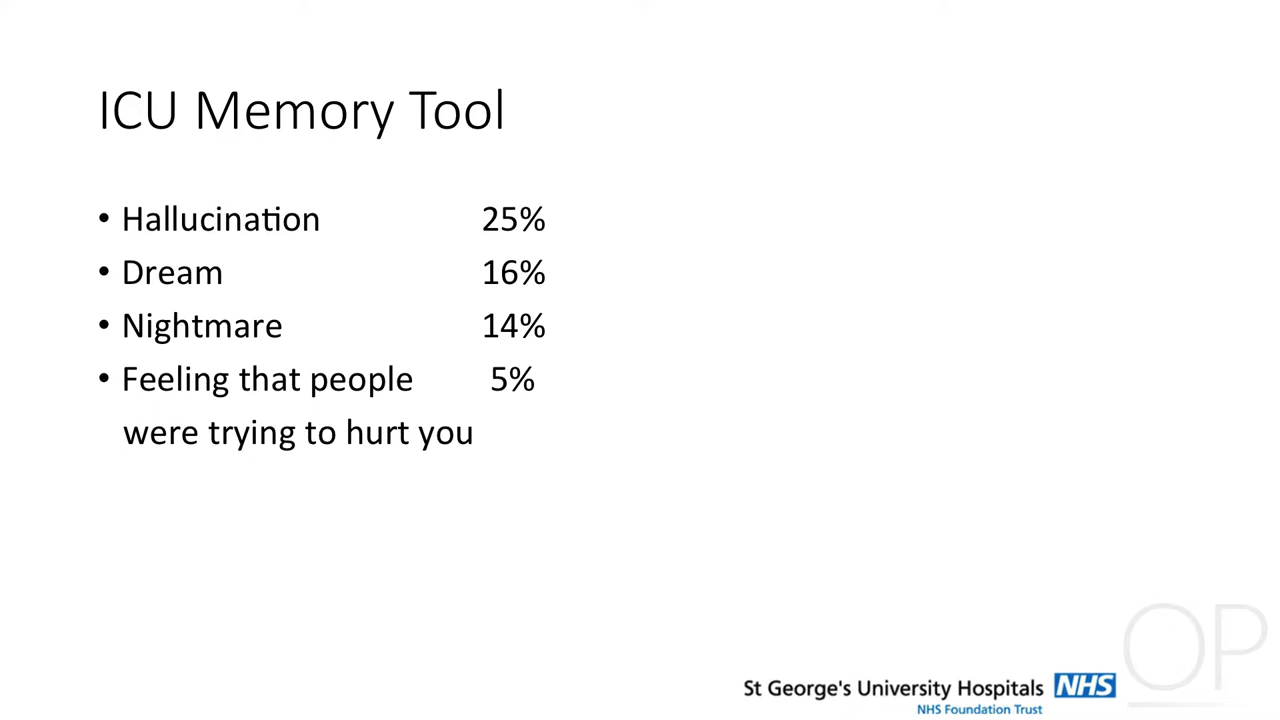 ICU Memory Tool
• Hallucination 25%
• Dream 16%
• Nightmare 14%
• Feeling that people 5%
were trying to hurt you
St George's University Hospitals NHS
NHS Foundation Trust
OP